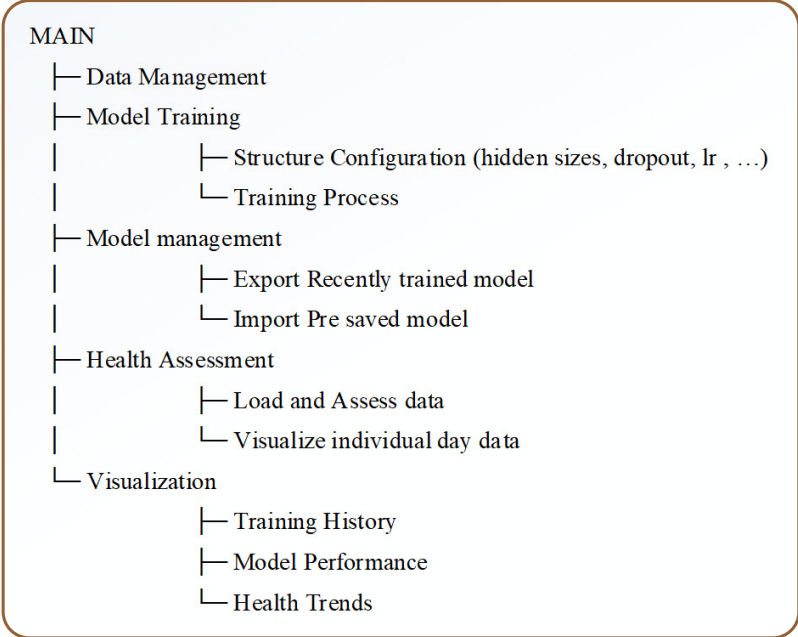 MAIN
├─ Data Management
├─ Model Training
│ ├─ Structure Configuration (hidden sizes, dropout, lr , …)
│ └─ Training Process
├─ Model management
│ ├─ Export Recently trained model
│ └─ Import Pre saved model
├─ Health Assessment
│ ├─ Load and Assess data
│ └─ Visualize individual day data
└─ Visualization
├─ Training History
├─ Model Performance
└─ Health Trends